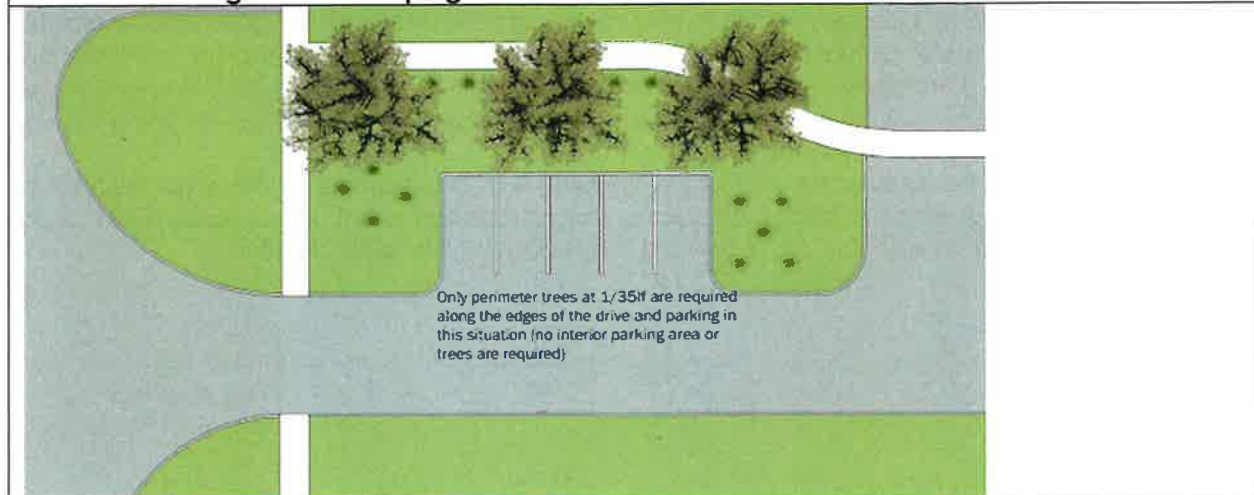 Only perimeter trees at 1/35lf are required
along the edges of the drive and parking in
this situation (no interior parking area or
trees are required)